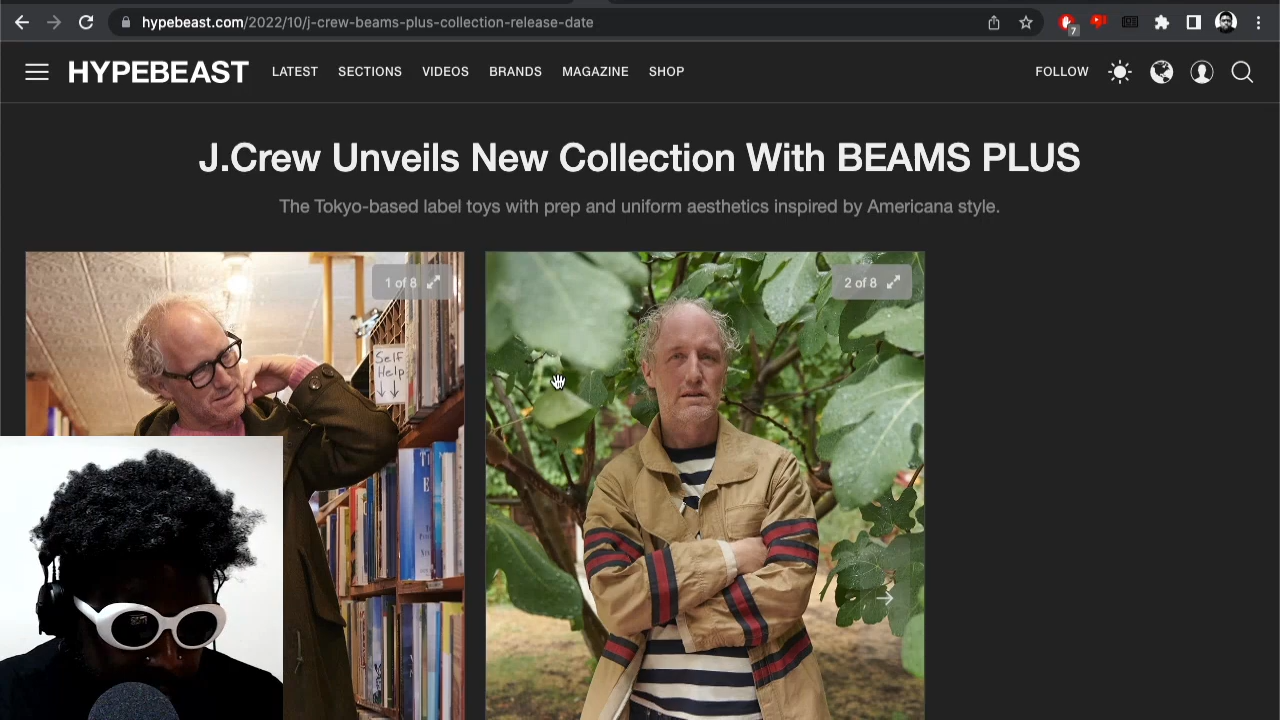 hypebeast.com/2022/10/j-crew-beams-plus-collection-release-date
7
HYPEBEAST LATEST SECTIONS VIDEOS BRANDS MAGAZINE SHOP FOLLOW
J.Crew Unveils New Collection With BEAMS PLUS
The Tokyo-based label toys with prep and uniform aesthetics inspired by Americana style.
1 of 8
2 of 8
Self
Help